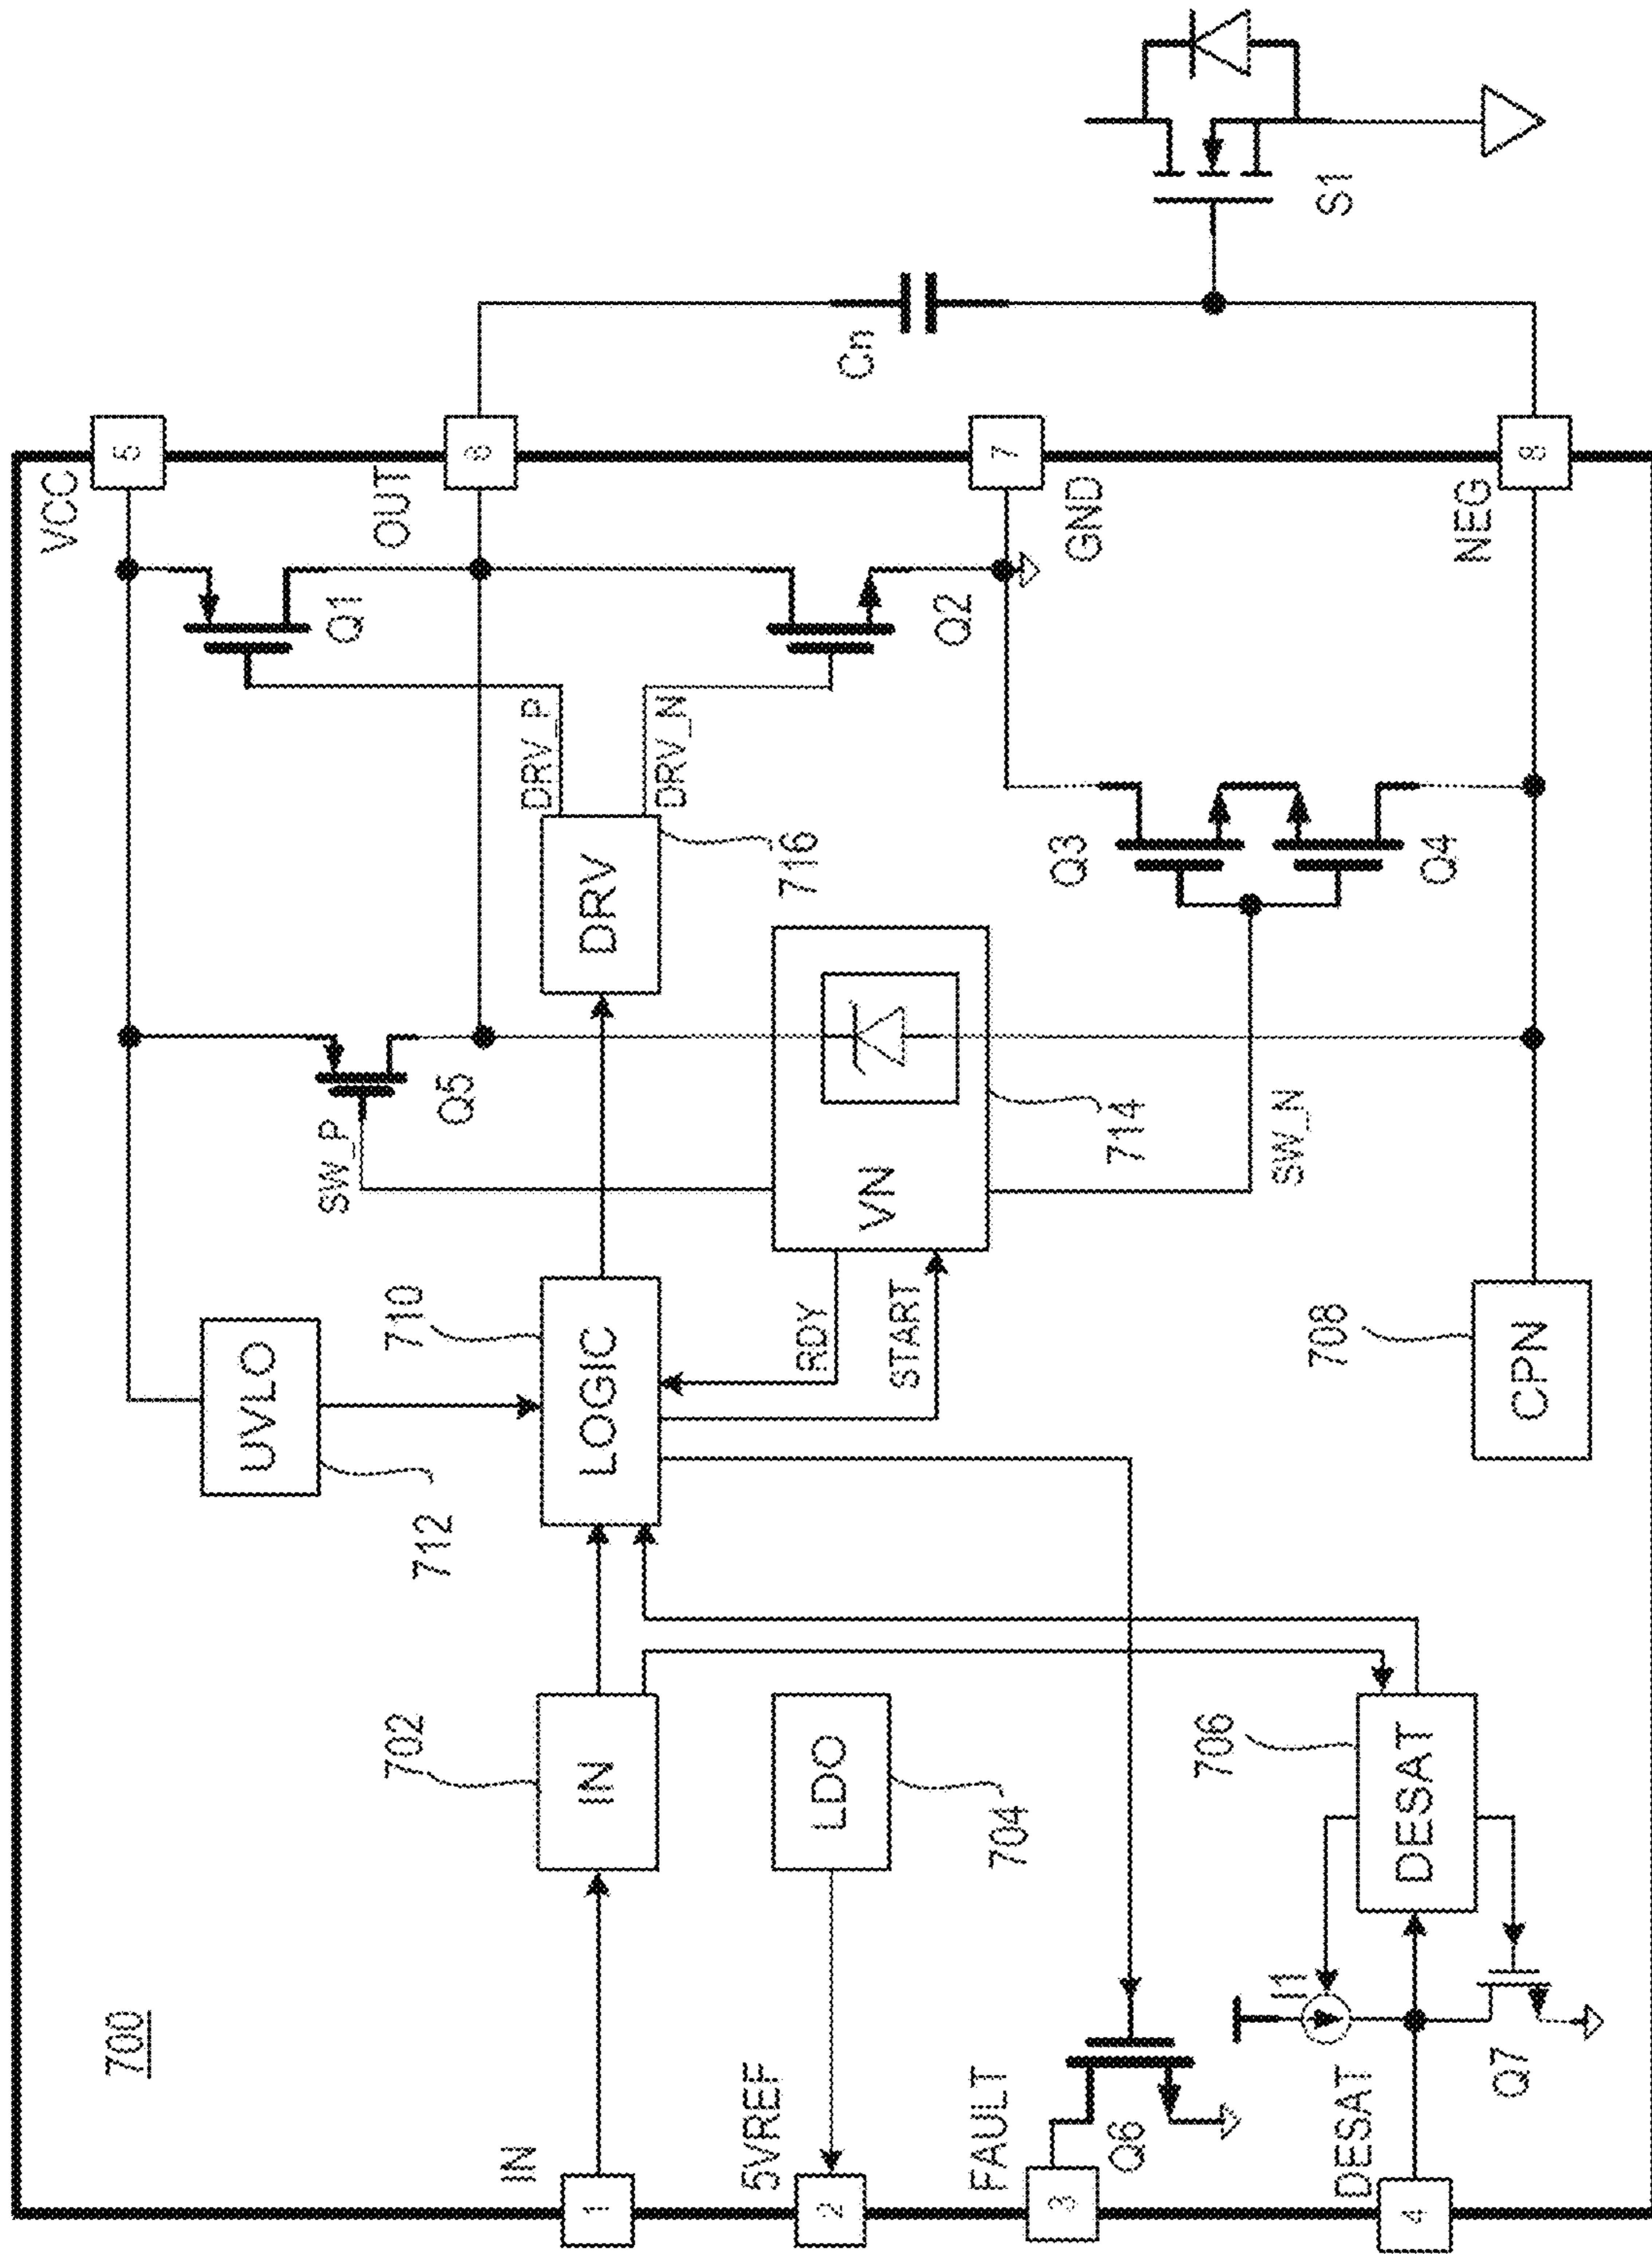 700
IN
1
5VREF
2
FAULT
3
DESAT
4
702
IN
LDO
704
706
DESAT
I1
Q6
Q7
UVLO
712
710
LOGIC
RDY
START
708
CPN
SW_P
Q5
VN
714
SW_N
DRV
716
DRV_P
DRV_N
Q1
Q2
Q3
Q4
VCC
5
OUT
6
GND
7
NEG
8
Cn
S1